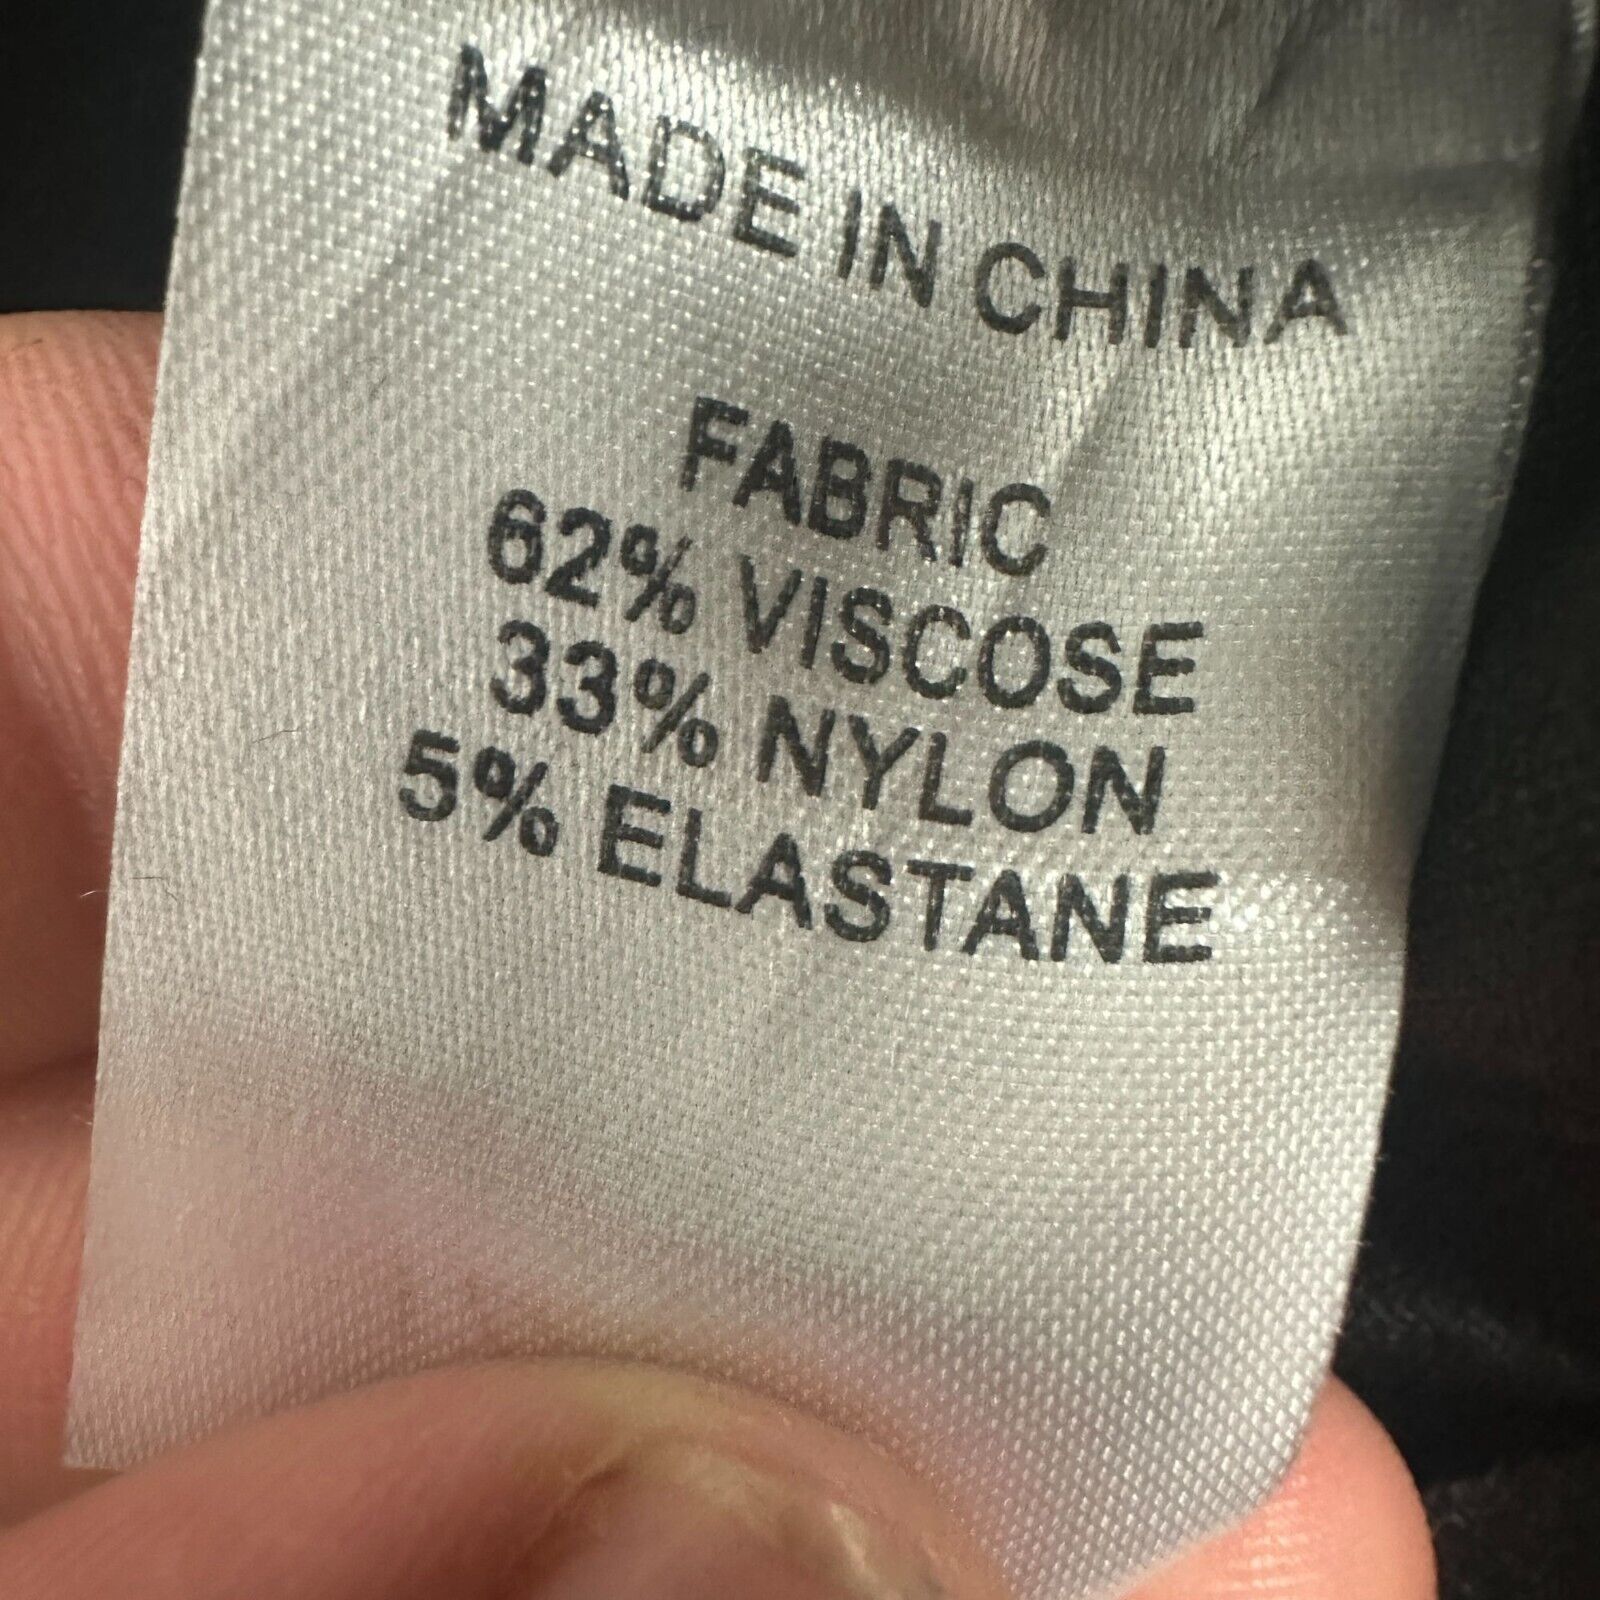 MADE IN CHINA
FABRIC
62% VISCOSE
33% NYLON
5% ELASTANE